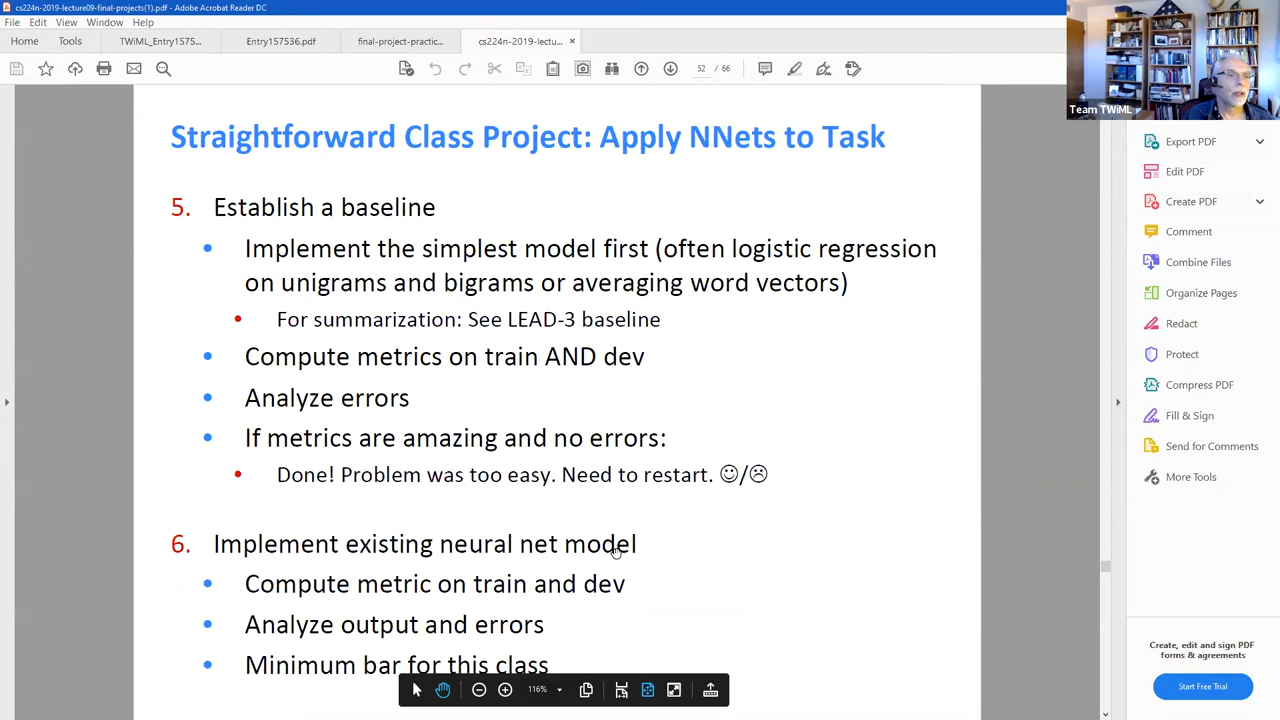 cs224n-2019-lecture09-final-projects(1).pdf - Adobe Acrobat Reader DC
File Edit View Window Help
Home Tools TWiML_Entry1575... Entry157536.pdf final-project-practic... cs224n-2019-lectu... ×
52 / 66
Team TWiML
Straightforward Class Project: Apply NNets to Task
5. Establish a baseline
• Implement the simplest model first (often logistic regression
on unigrams and bigrams or averaging word vectors)
• For summarization: See LEAD-3 baseline
• Compute metrics on train AND dev
• Analyze errors
• If metrics are amazing and no errors:
• Done! Problem was too easy. Need to restart. ☺/☹
6. Implement existing neural net model
• Compute metric on train and dev
• Analyze output and errors
• Minimum bar for this class
116%
Export PDF
Edit PDF
Create PDF
Comment
Combine Files
Organize Pages
Redact
Protect
Compress PDF
Fill & Sign
Send for Comments
More Tools
Create, edit and sign PDF
forms & agreements
Start Free Trial